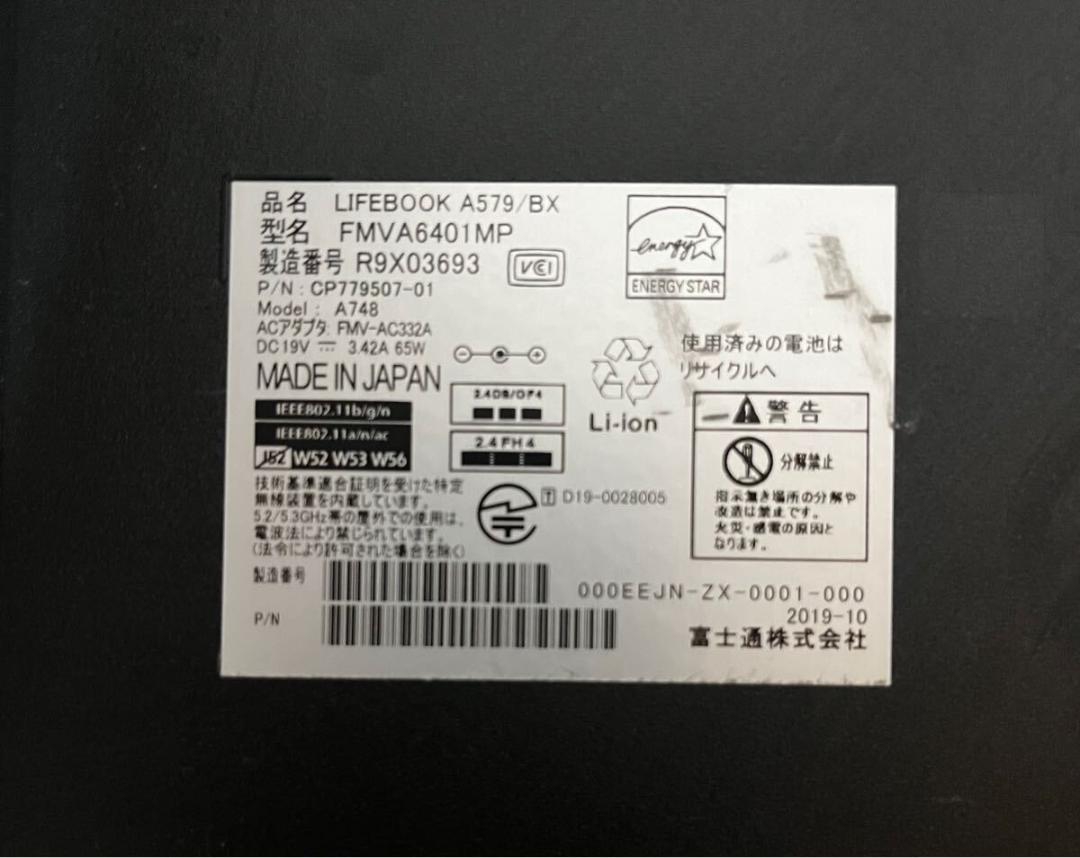 品名 LIFEBOOK A579/BX
型名 FMVA6401MP
製造番号 R9X03693
VCI
P/N : CP779507-01
Model : A748
ACアダプタ: FMV-AC332A
DC19V ⎓ 3.42A 65W
MADE IN JAPAN
energy
ENERGY STAR
IEEE802.11b/g/n
IEEE802.11a/n/ac
J52 W52 W53 W56
2.4DS/OF4
2.4FH4
Li-ion
使用済みの電池は
リサイクルへ
警告
分解禁止
指示無き場所の分解や
改造は禁止です。
火災・感電の原因と
なります。
技術基準適合証明を受けた特定
無線装置を内蔵しています。
5.2/5.3GHz帯の屋外での使用は、
電波法により禁じられています。
(法令により許可された場合を除く)
T D19-0028005
製造番号
P/N
000EEJN-ZX-0001-000
2019-10
富士通株式会社